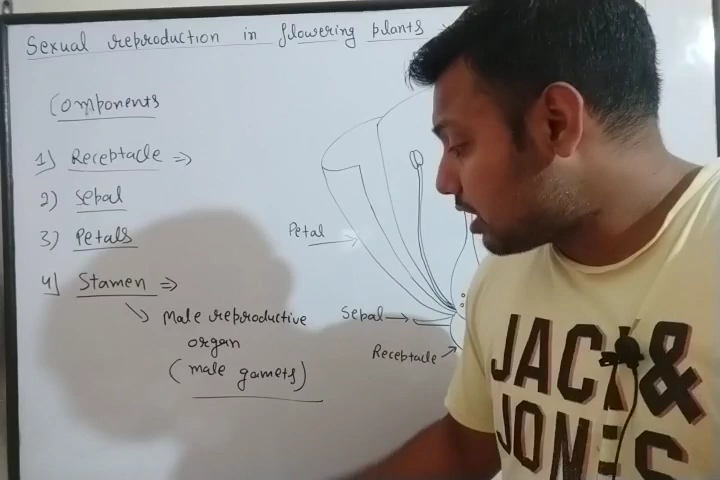 Sexual reproduction in flowering plants
Components
1) Receptacle =>
2) Sepal
3) Petals
4) Stamen =>
Male reproductive
organ
(male gamets)
Petal
Sepal
Receptacle
JACK &
JONES